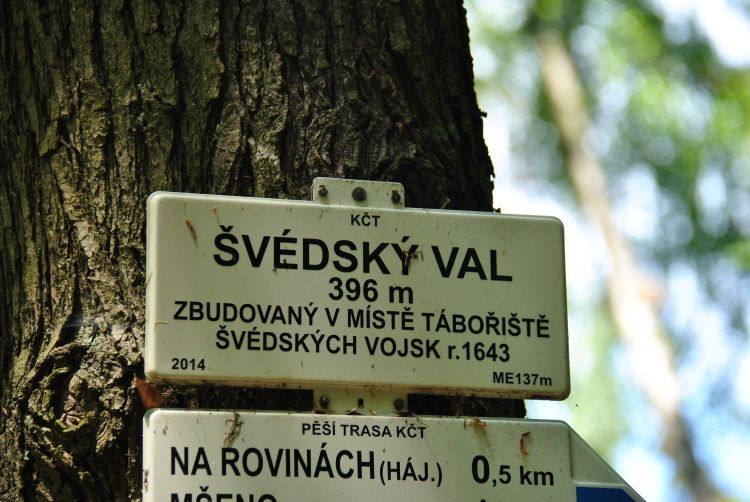 KČT
ŠVÉDSKÝ VAL
396 m
ZBUDOVANÝ V MÍSTĚ TÁBOŘIŠTĚ
ŠVÉDSKÝCH VOJSK r.1643
2014 ME137m
PĚŠÍ TRASA KČT
NA ROVINÁCH (HÁJ.) 0,5 km
MŠENO